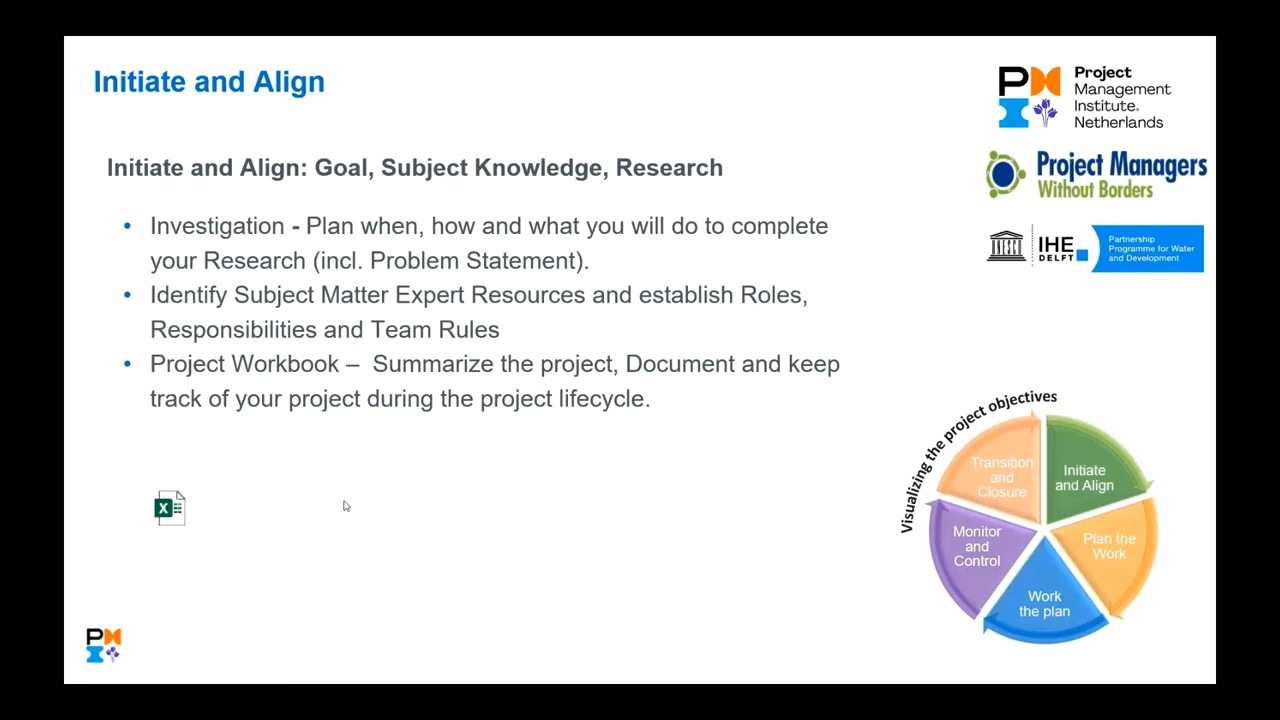 Initiate and Align
Project
Management
Institute.
Netherlands
Initiate and Align: Goal, Subject Knowledge, Research
Project Managers
Without Borders
• Investigation - Plan when, how and what you will do to complete
your Research (incl. Problem Statement).
• Identify Subject Matter Expert Resources and establish Roles,
Responsibilities and Team Rules
• Project Workbook – Summarize the project, Document and keep
track of your project during the project lifecycle.
UNESCO
IHE
DELFT
Partnership
Programme for Water
and Development
Visualizing the project objectives
Initiate
and Align
Plan the
Work
Work
the plan
Monitor
and
Control
Transition
and
Closure
X